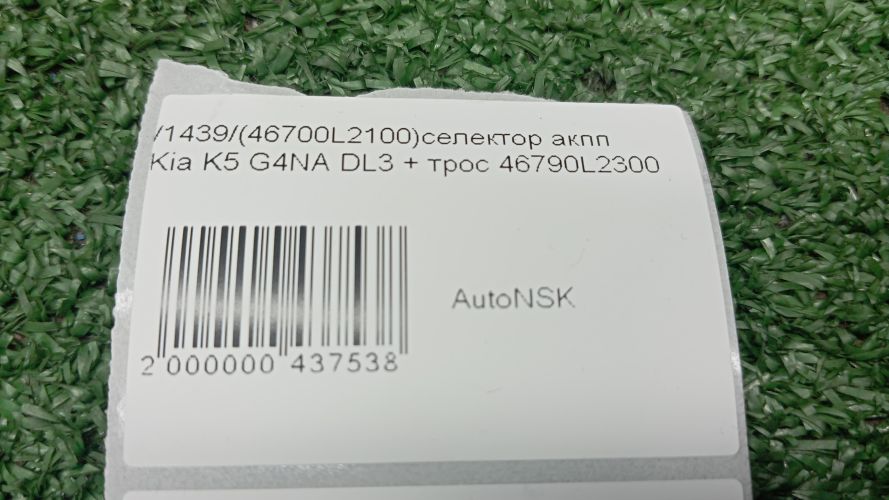 /1439/(46700L2100)селектор акпп
Kia K5 G4NA DL3 + трос 46790L2300
AutoNSK
2 000000 437538